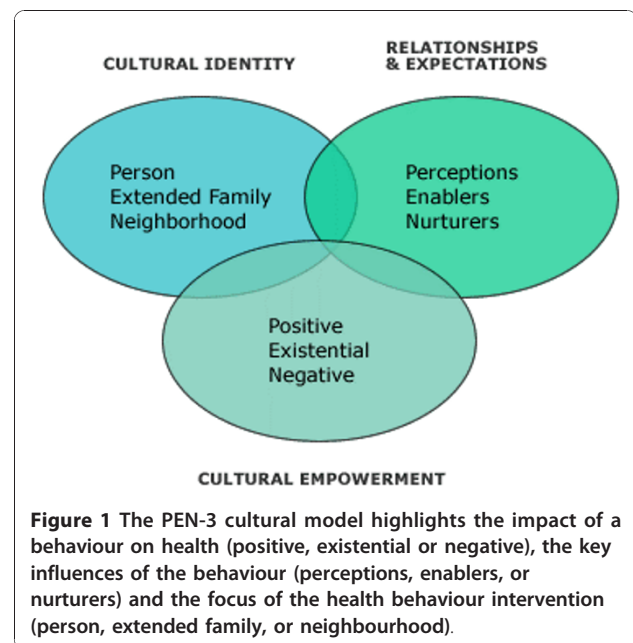 CULTURAL IDENTITY
RELATIONSHIPS
& EXPECTATIONS
Person
Extended Family
Neighborhood
Perceptions
Enablers
Nurturers
Positive
Existential
Negative
CULTURAL EMPOWERMENT
Figure 1 The PEN-3 cultural model highlights the impact of a
behaviour on health (positive, existential or negative), the key
influences of the behaviour (perceptions, enablers, or
nurturers) and the focus of the health behaviour intervention
(person, extended family, or neighbourhood).